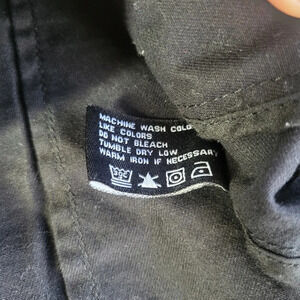 MACHINE WASH COLD
LIKE COLORS
DO NOT BLEACH
TUMBLE DRY LOW
WARM IRON IF NECESSARY